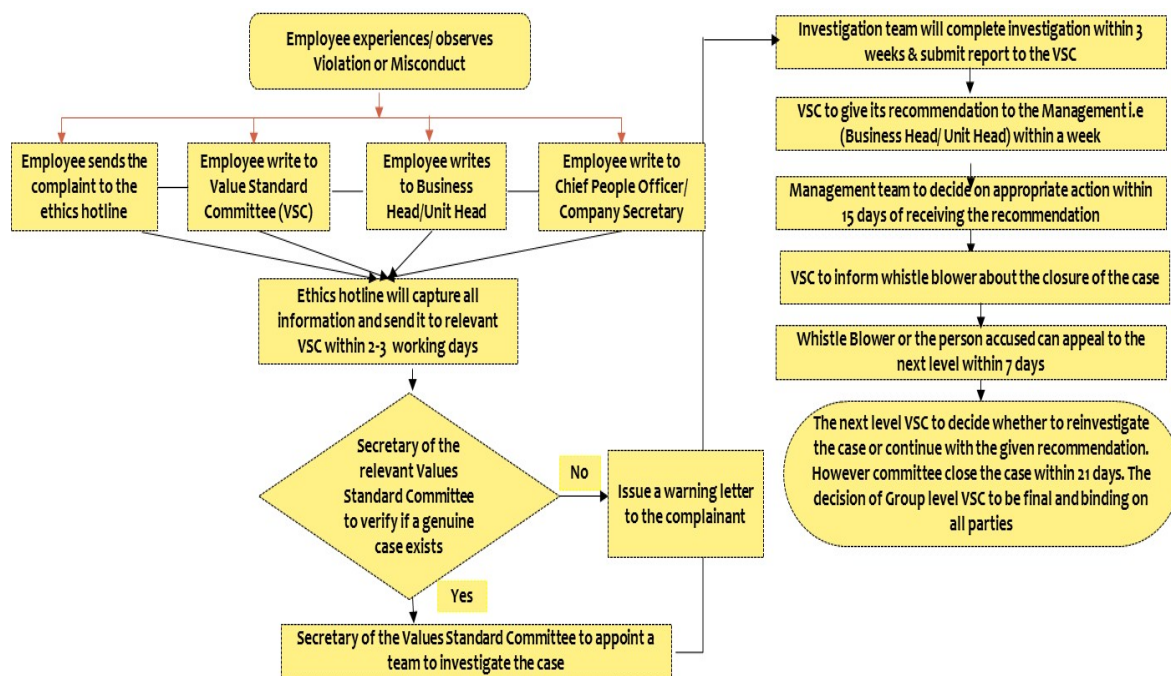 Employee experiences/ observes
Violation or Misconduct
Employee sends the
complaint to the
ethics hotline
Employee write to
Value Standard
Committee (VSC)
Employee writes
to Business
Head/Unit Head
Employee write to
Chief People Officer/
Company Secretary
Ethics hotline will capture all
information and send it to relevant
VSC within 2-3 working days
Secretary of the
relevant Values
Standard Committee
to verify if a genuine
case exists
No
Issue a warning letter
to the complainant
Yes
Secretary of the Values Standard Committee to appoint a
team to investigate the case
Investigation team will complete investigation within 3
weeks & submit report to the VSC
VSC to give its recommendation to the Management i.e
(Business Head/ Unit Head) within a week
Management team to decide on appropriate action within
15 days of receiving the recommendation
VSC to inform whistle blower about the closure of the case
Whistle Blower or the person accused can appeal to the
next level within 7 days
The next level VSC to decide whether to reinvestigate
the case or continue with the given recommendation.
However committee close the case within 21 days. The
decision of Group level VSC to be final and binding on
all parties